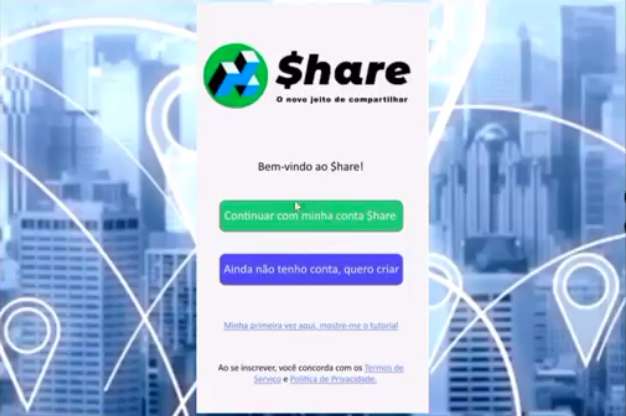 $hare
O novo jeito de compartilhar
Bem-vindo ao $hare!
Continuar com minha conta $hare
Ainda não tenho conta, quero criar
Minha primeira vez aqui, mostre-me o tutorial
Ao se inscrever, você concorda com os Termos de
Serviço e Política de Privacidade.